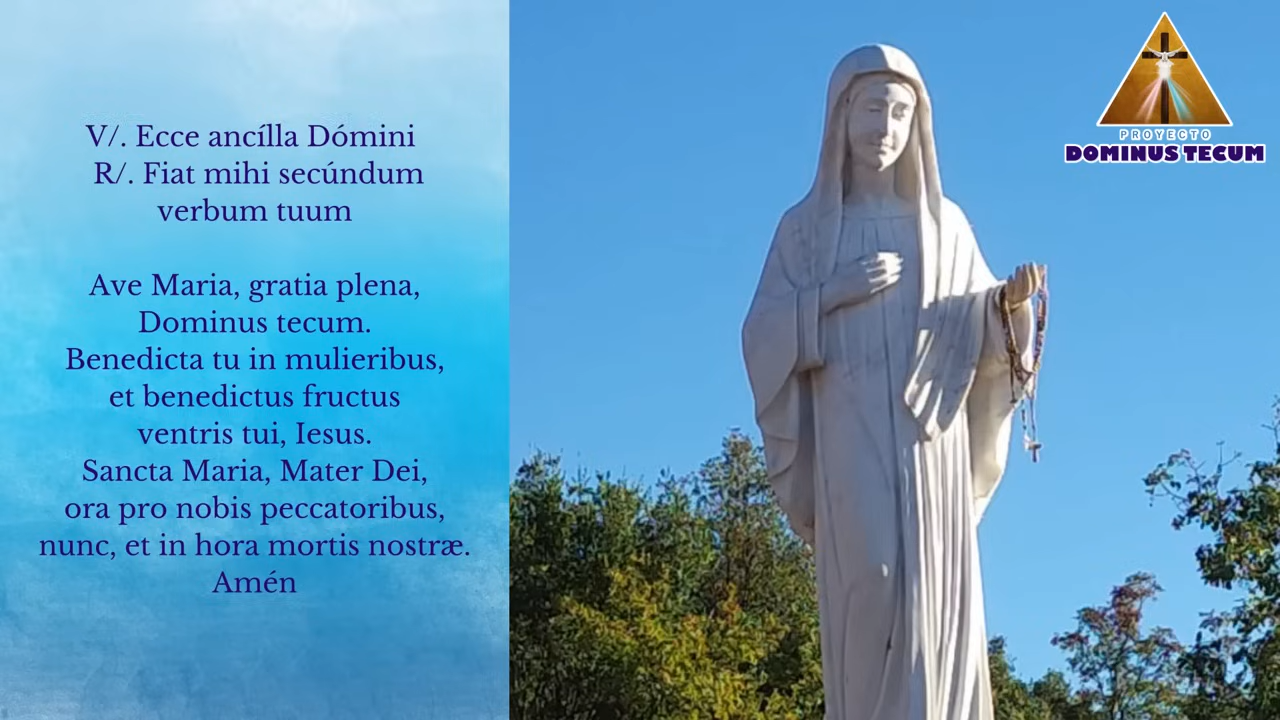 V/. Ecce ancílla Dómini
R/. Fiat mihi secúndum
verbum tuum
Ave Maria, gratia plena,
Dominus tecum.
Benedicta tu in mulieribus,
et benedictus fructus
ventris tui, Iesus.
Sancta Maria, Mater Dei,
ora pro nobis peccatoribus,
nunc, et in hora mortis nostræ.
Amén
PROYECTO
DOMINUS TECUM